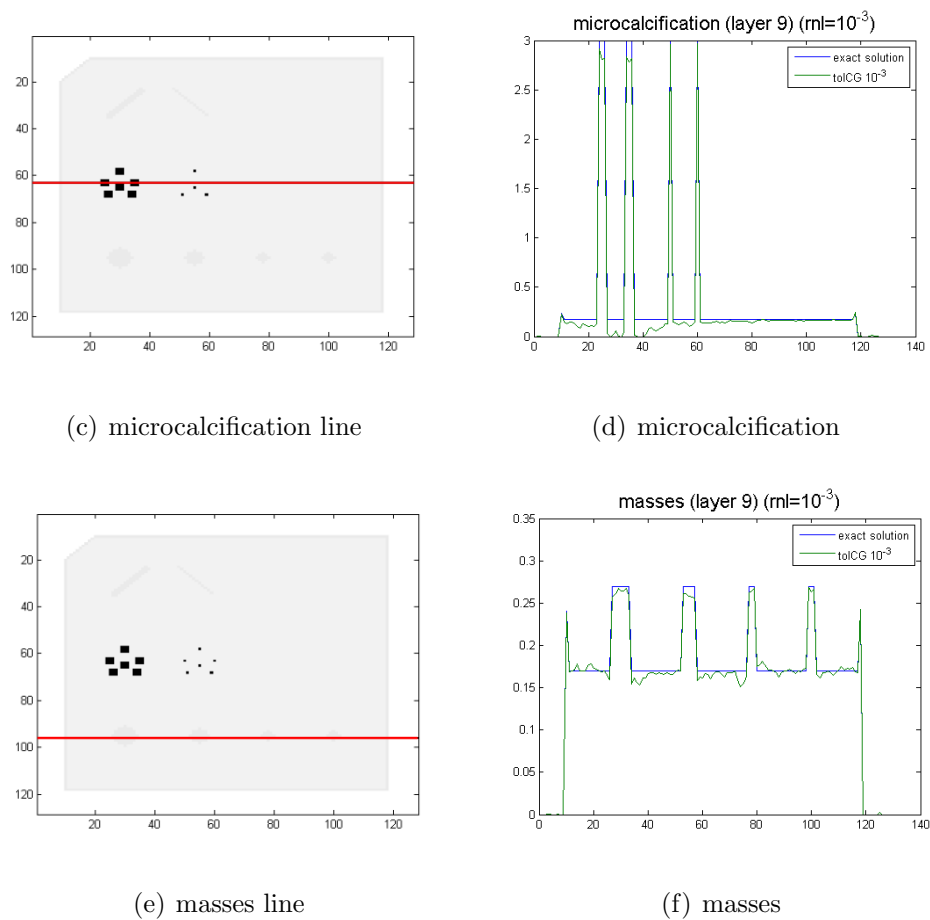 microcalcification (layer 9) (rnl=10^-3)
20
40
60
80
100
120
20 40 60 80 100 120
3
2.5
2
1.5
1
0.5
0
0 20 40 60 80 100 120 140
exact solution
tolCG 10^-3
(c) microcalcification line
(d) microcalcification
masses (layer 9) (rnl=10^-3)
20
40
60
80
100
120
20 40 60 80 100 120
0.35
0.3
0.25
0.2
0.15
0.1
0.05
0
0 20 40 60 80 100 120 140
exact solution
tolCG 10^-3
(e) masses line
(f) masses